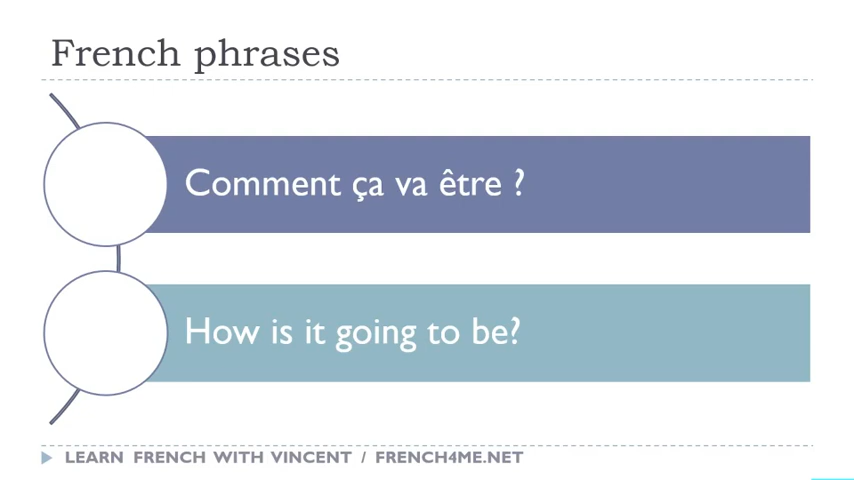 French phrases
Comment ça va être ?
How is it going to be?
LEARN FRENCH WITH VINCENT / FRENCH4ME.NET